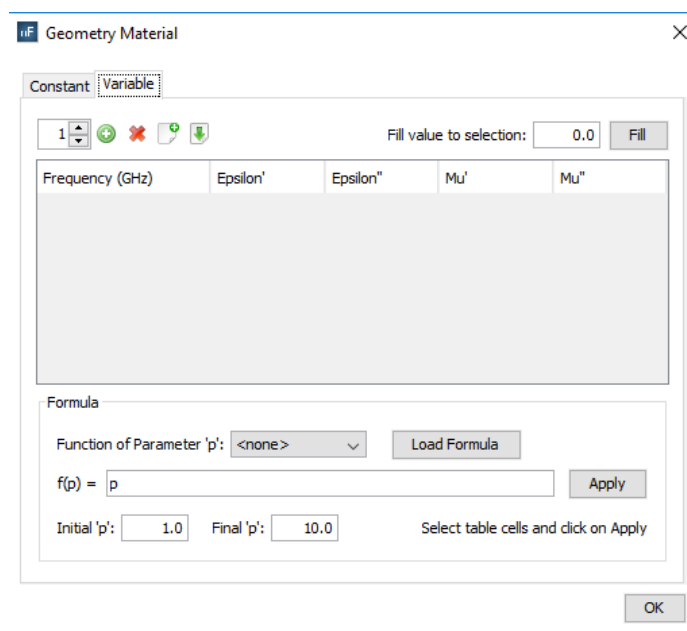 nF Geometry Material
Constant Variable
1 Fill value to selection: 0.0 Fill
Frequency (GHz) Epsilon' Epsilon" Mu' Mu"
Formula
Function of Parameter 'p': <none> Load Formula
f(p) = p Apply
Initial 'p': 1.0 Final 'p': 10.0 Select table cells and click on Apply
OK